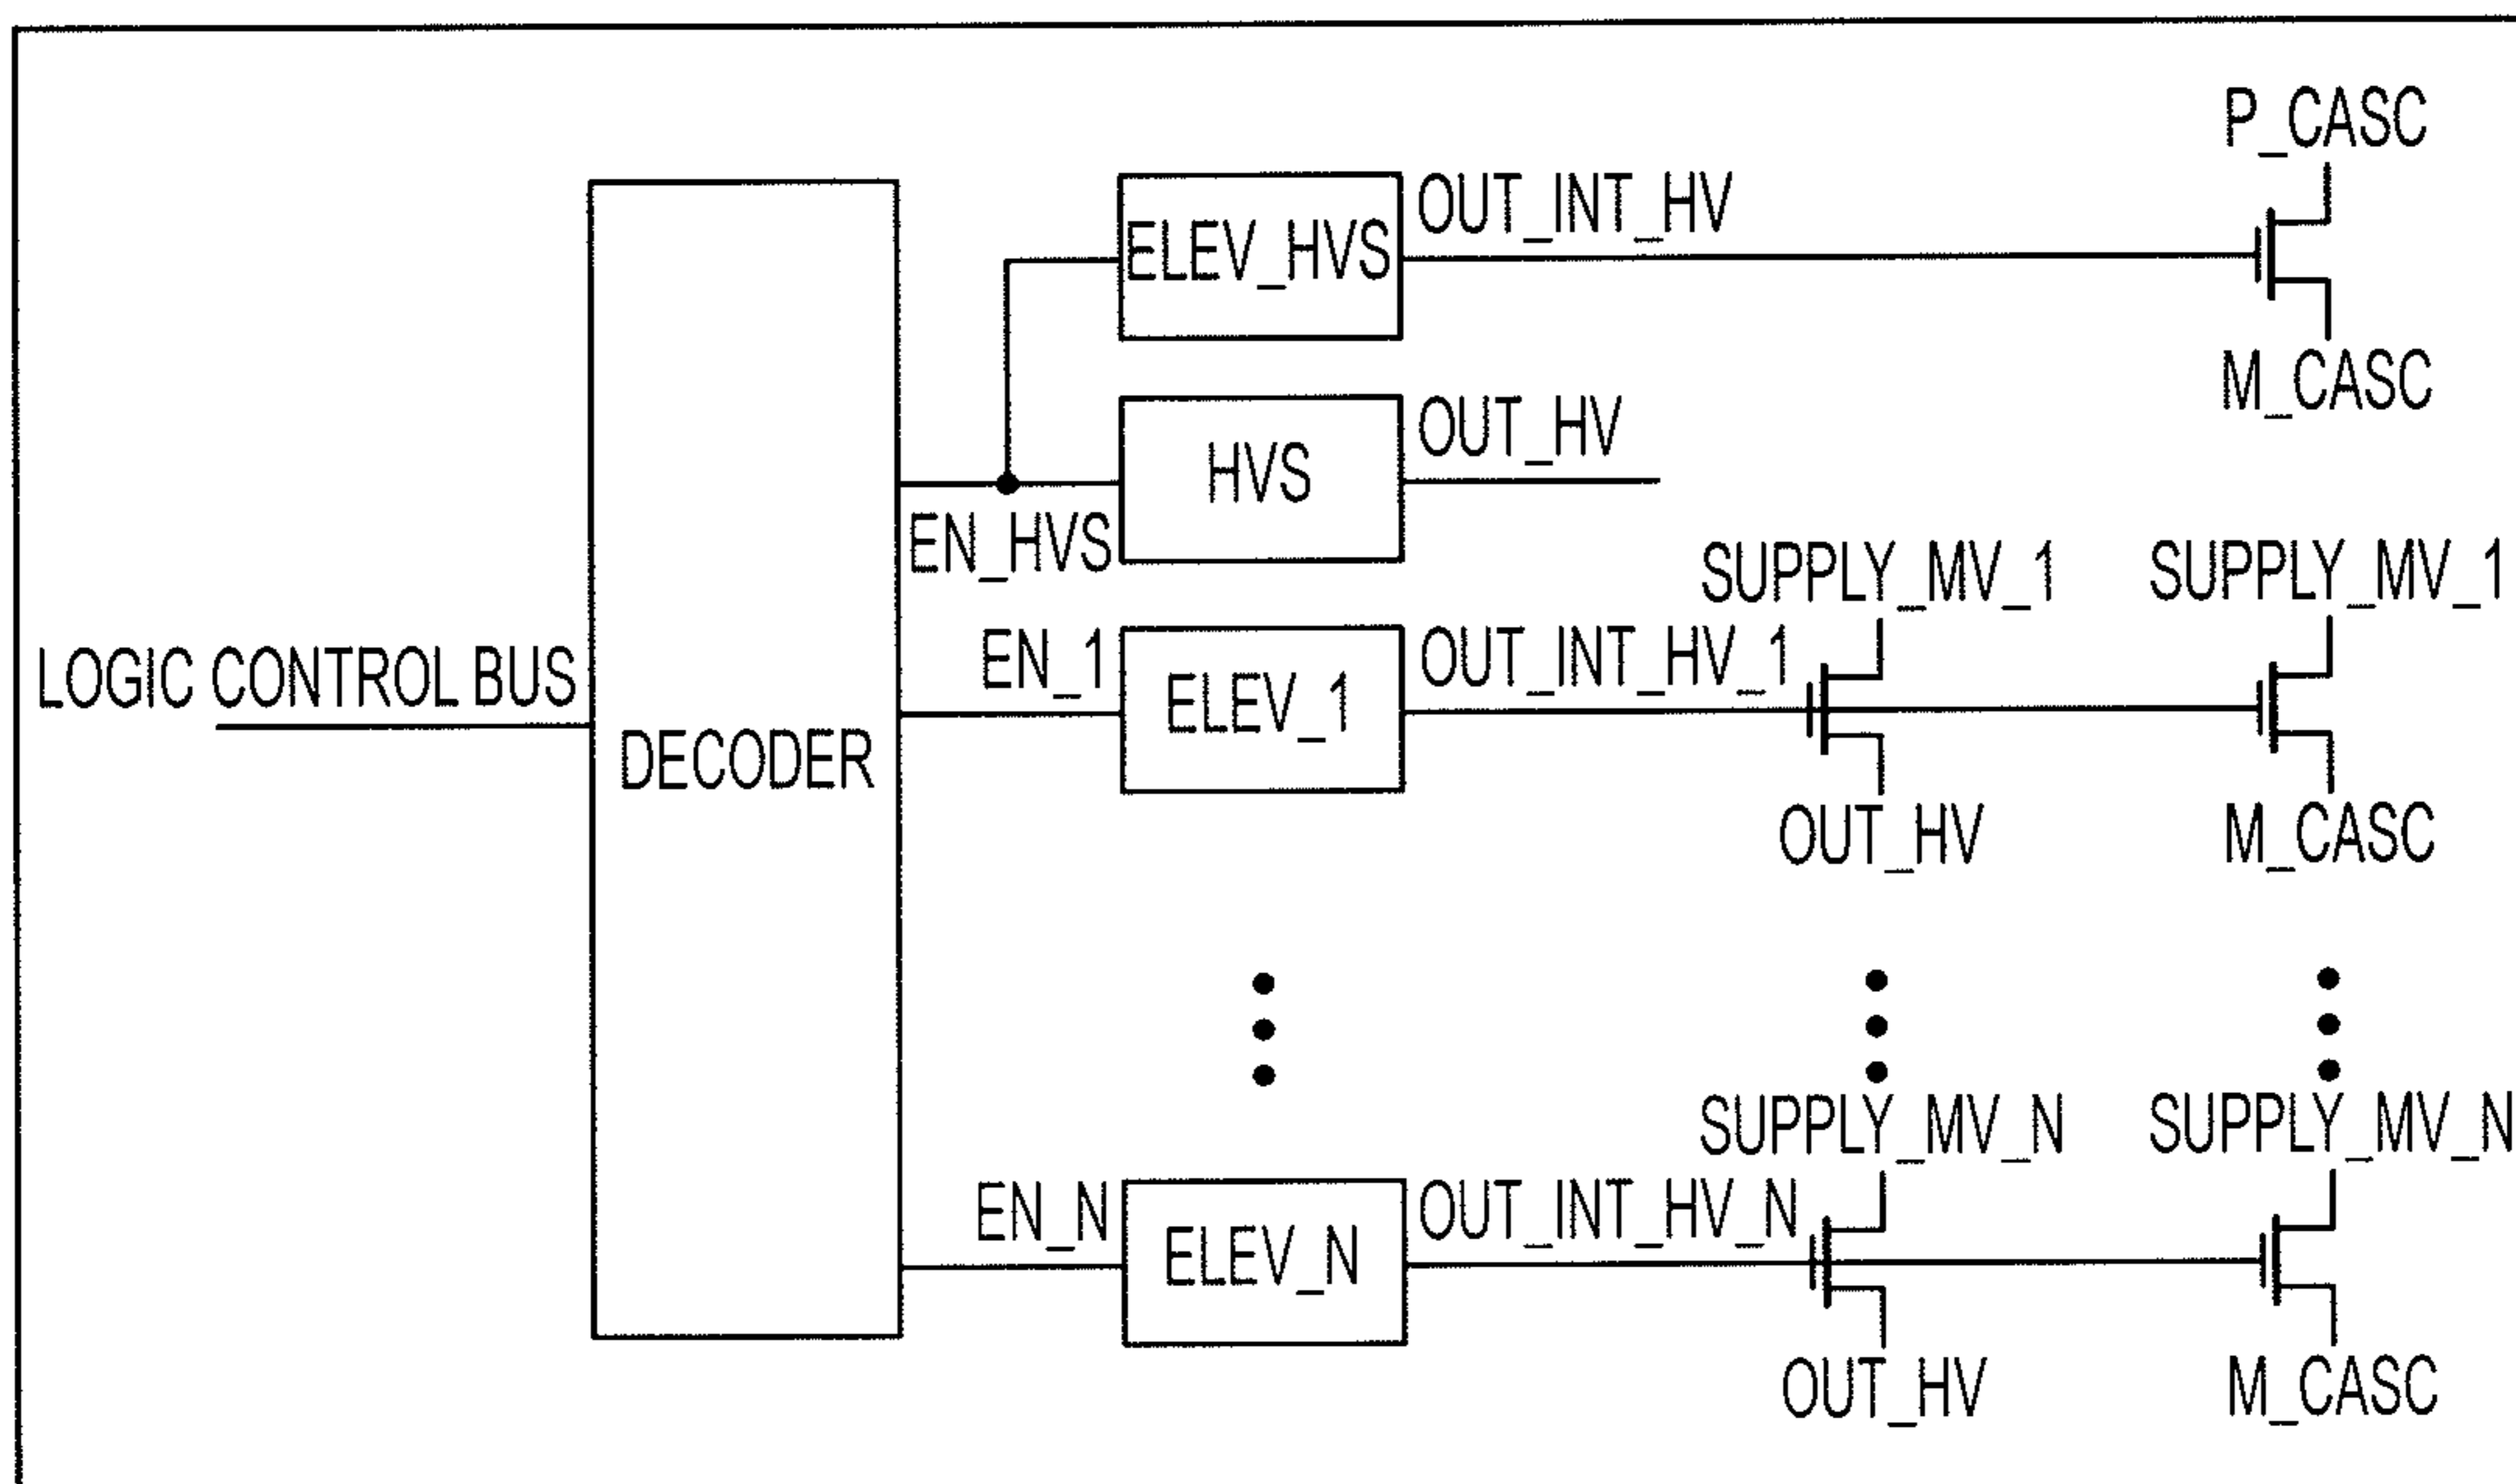 P_CASC
ELEV_HVS
OUT_INT_HV
M_CASC
HVS
OUT_HV
EN_HVS
SUPPLY_MV_1
SUPPLY_MV_1
LOGIC CONTROL BUS
DECODER
EN_1
ELEV_1
OUT_INT_HV_1
OUT_HV
M_CASC
SUPPLY_MV_N
SUPPLY_MV_N
EN_N
ELEV_N
OUT_INT_HV_N
OUT_HV
M_CASC